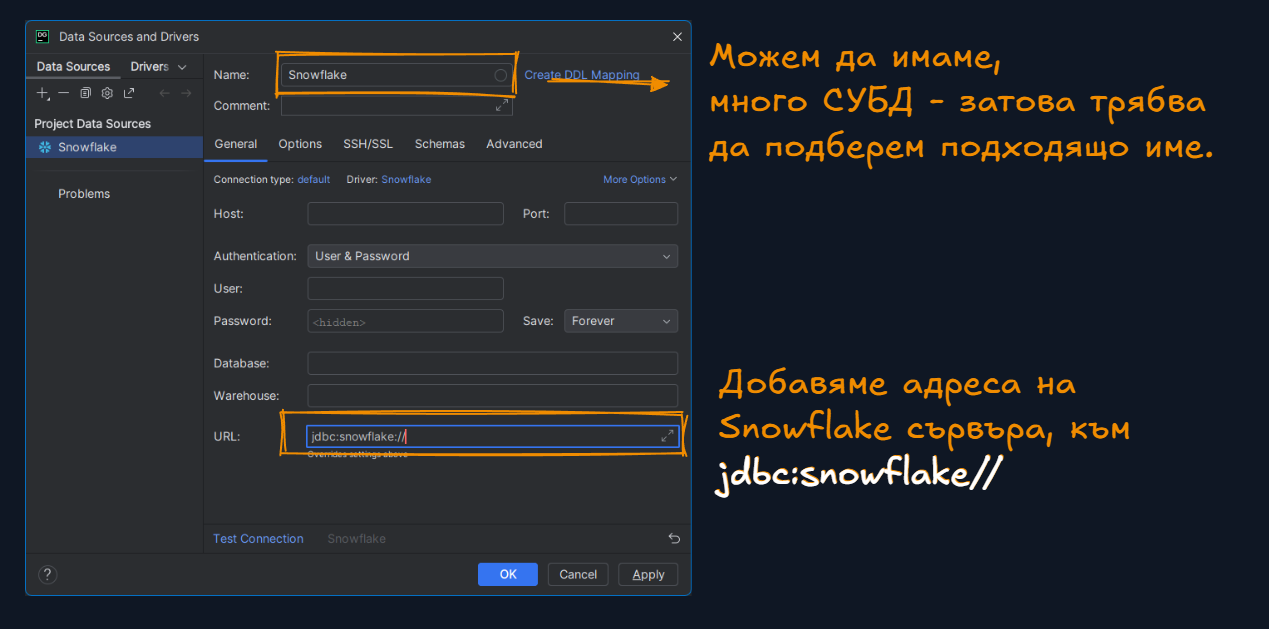 DG
Data Sources and Drivers
Data Sources Drivers
Project Data Sources
Snowflake
Problems
Name: Snowflake Create DDL Mapping
Comment:
General Options SSH/SSL Schemas Advanced
Connection type: default Driver: Snowflake More Options
Host: Port:
Authentication: User & Password
User:
Password: <hidden> Save: Forever
Database:
Warehouse:
URL: jdbc:snowflake://
Overrides settings above
Test Connection Snowflake
? OK Cancel Apply
Можем да имаме,
много СУБД - затова трябва
да подберем подходящо име.
Добавяме адреса на
Snowflake сървъра, към
jdbc:snowflake//